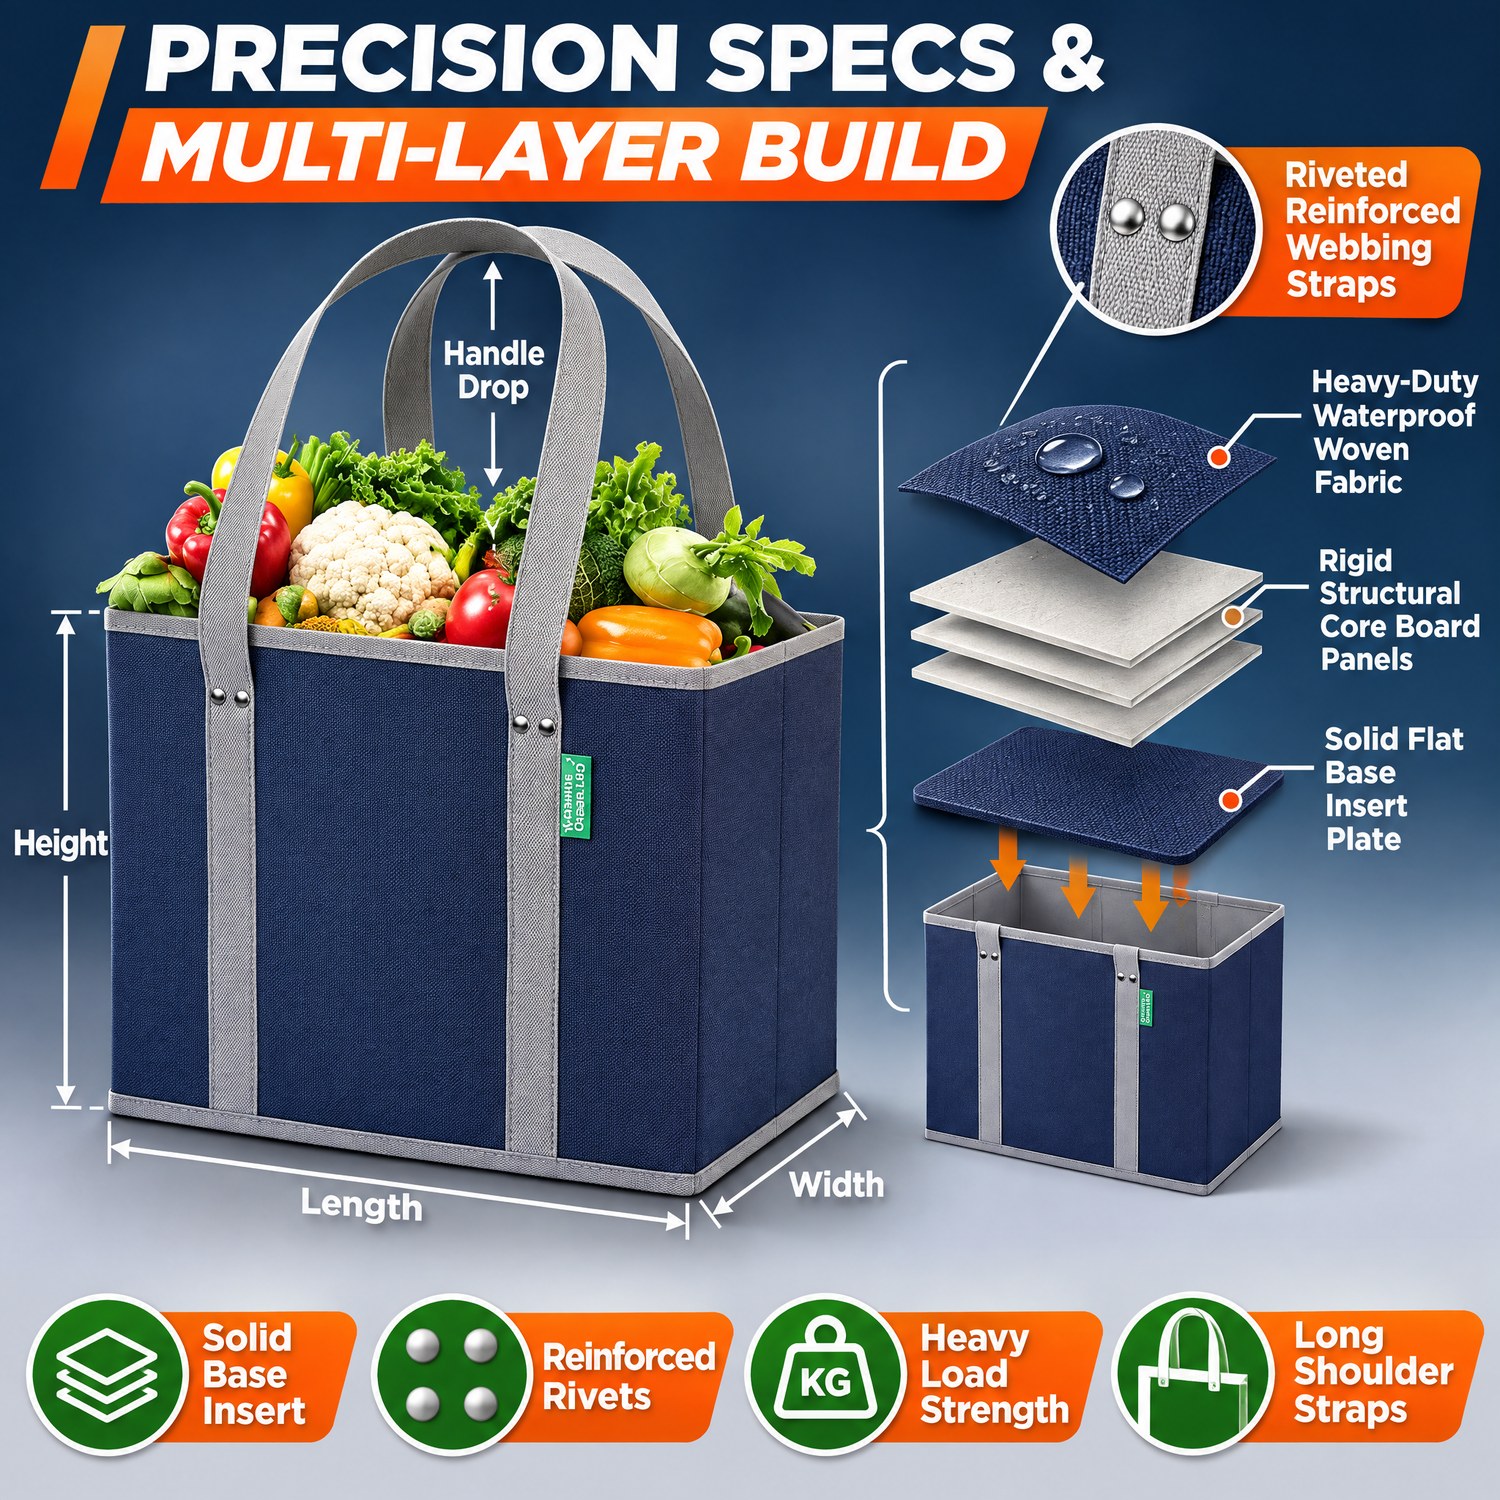 PRECISION SPECS &
MULTI-LAYER BUILD
Riveted
Reinforced
Webbing
Straps
Handle
Drop
Heavy-Duty
Waterproof
Woven
Fabric
Rigid
Structural
Core Board
Panels
Solid Flat
Base
Insert
Plate
Height
Length
Width
Solid
Base
Insert
Reinforced
Rivets
KG
Heavy
Load
Strength
Long
Shoulder
Straps